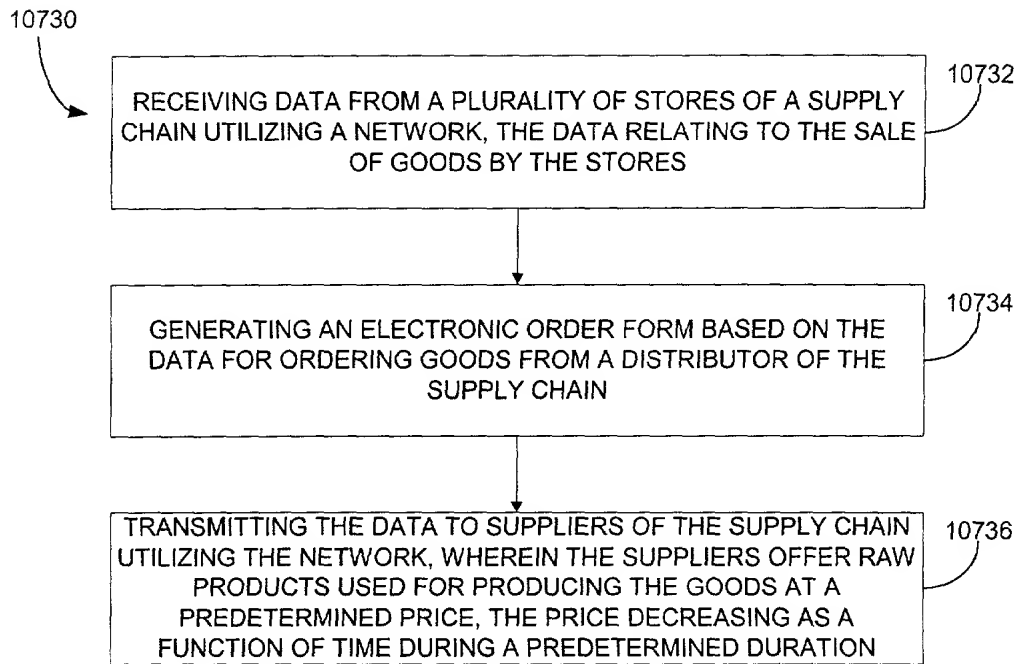 10730
10732
RECEIVING DATA FROM A PLURALITY OF STORES OF A SUPPLY
CHAIN UTILIZING A NETWORK, THE DATA RELATING TO THE SALE
OF GOODS BY THE STORES
10734
GENERATING AN ELECTRONIC ORDER FORM BASED ON THE
DATA FOR ORDERING GOODS FROM A DISTRIBUTOR OF THE
SUPPLY CHAIN
10736
TRANSMITTING THE DATA TO SUPPLIERS OF THE SUPPLY CHAIN
UTILIZING THE NETWORK, WHEREIN THE SUPPLIERS OFFER RAW
PRODUCTS USED FOR PRODUCING THE GOODS AT A
PREDETERMINED PRICE, THE PRICE DECREASING AS A
FUNCTION OF TIME DURING A PREDETERMINED DURATION